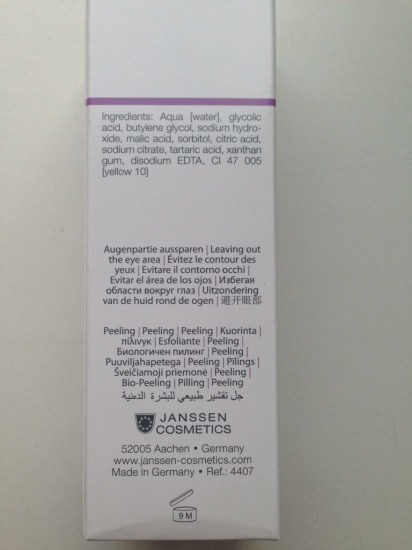 Ingredients: Aqua [water], glycolic
acid, butylene glycol, sodium hydro-
xide, malic acid, sorbitol, citric acid,
sodium citrate, tartaric acid, xanthan
gum, disodium EDTA, CI 47 005
[yellow 10]
Augenpartie aussparen | Leaving out
the eye area | Évitez le contour des
yeux | Evitare il contorno occhi |
Evitar el área de los ojos | Избегая
области вокруг глаз | Uitzondering
van de huid rond de ogen | 避开眼部
Peeling | Peeling | Peeling | Kuorinta |
פילינג | Esfoliante | Peeling |
Биологичен пилинг | Peeling |
Puuviljahapetega | Peeling | Pīlings |
Šveičiamoji priemonė | Peeling |
Bio-Peeling | Pilling | Peeling
جل تقشير طبيعي للبشرة الدهنية
JANSSEN
COSMETICS
52005 Aachen • Germany
www.janssen-cosmetics.com
Made in Germany • Ref.: 4407
9 M